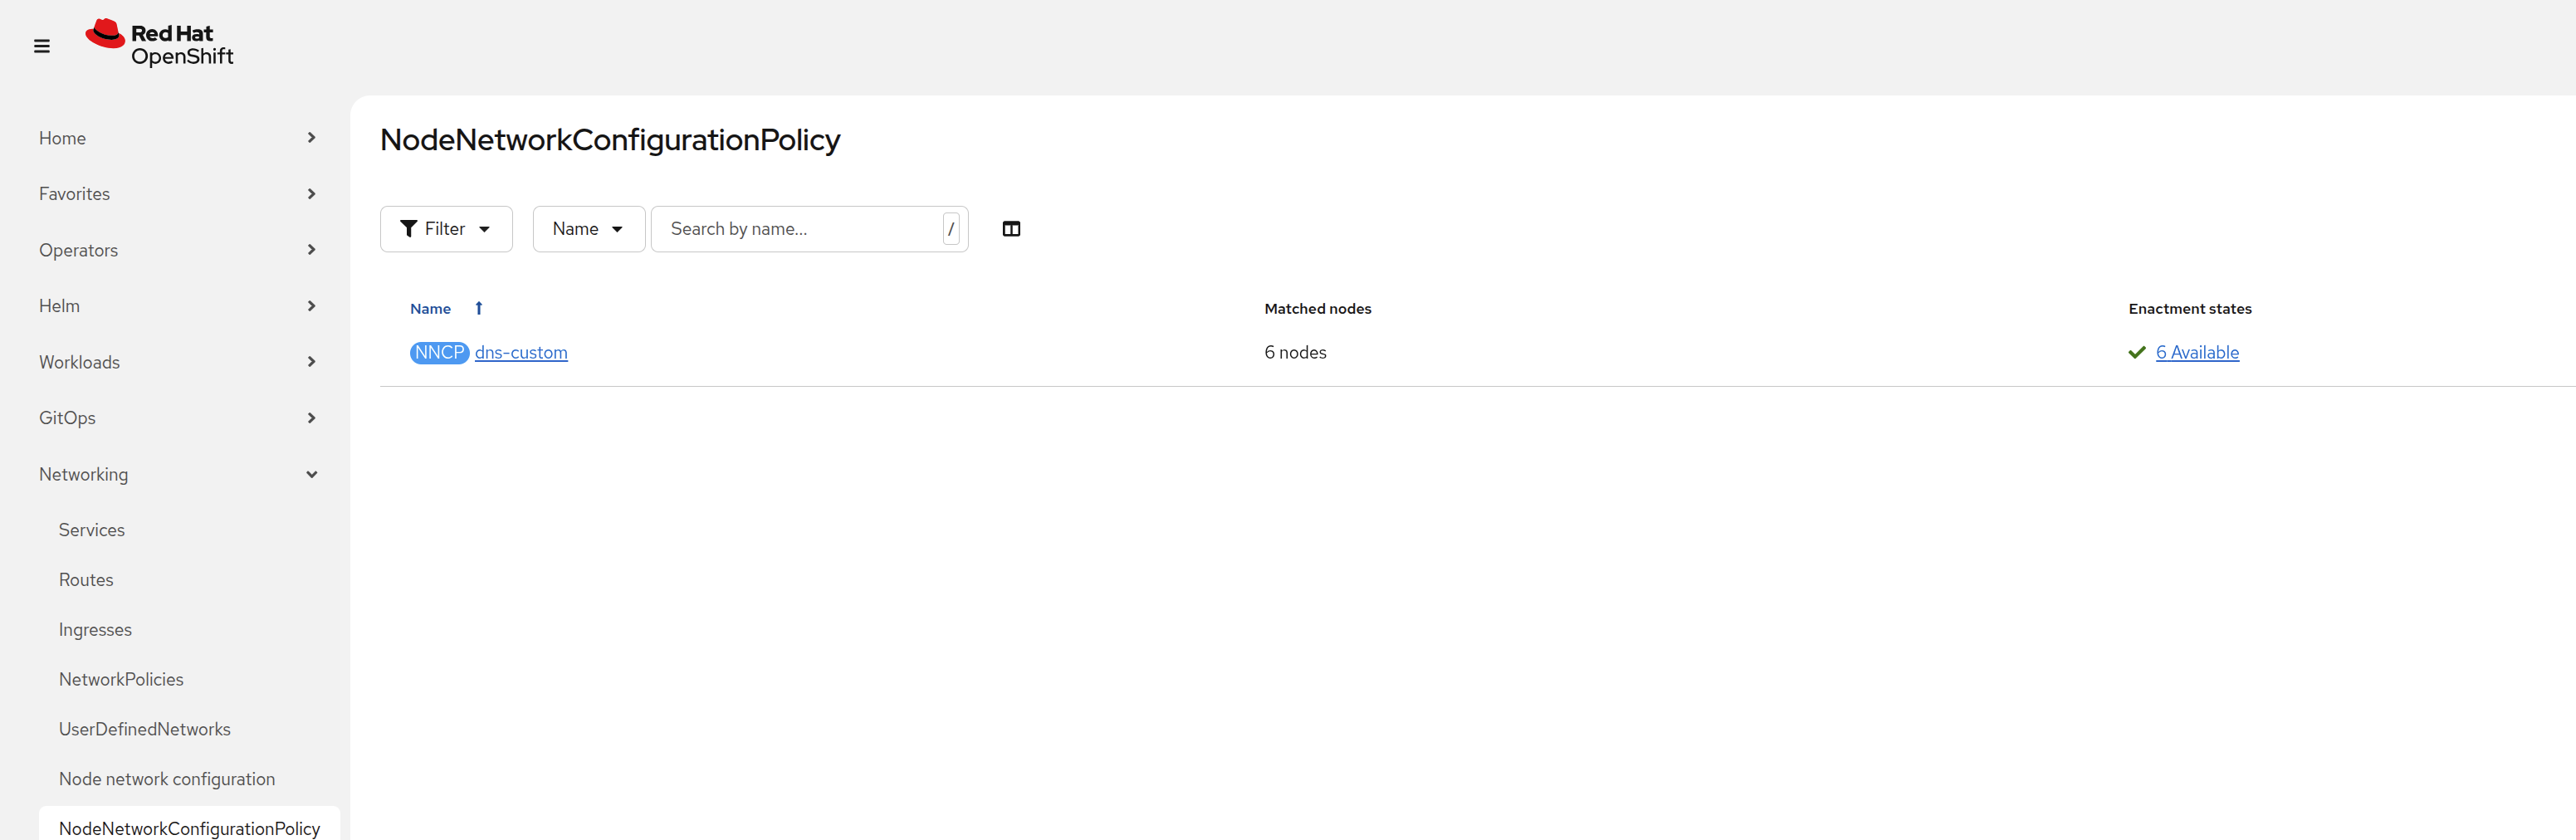 Red Hat
OpenShift
Home
Favorites
Operators
Helm
Workloads
GitOps
Networking
Services
Routes
Ingresses
NetworkPolicies
UserDefinedNetworks
Node network configuration
NodeNetworkConfigurationPolicy
NodeNetworkConfigurationPolicy
Filter Name Search by name... /
Name Matched nodes Enactment states
NNCP dns-custom 6 nodes 6 Available